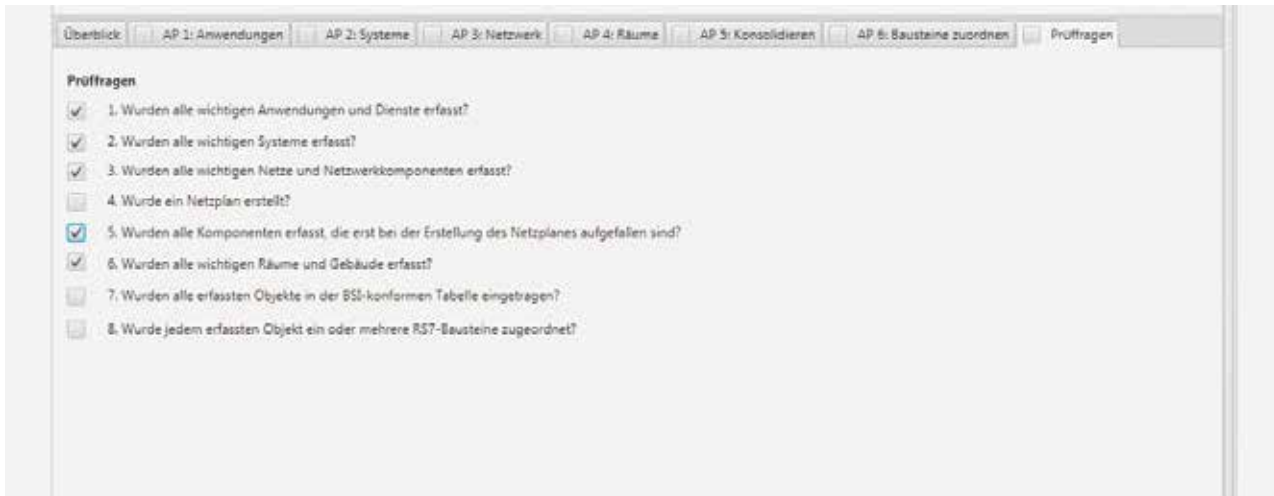 Überblick AP 1: Anwendungen AP 2: Systeme AP 3: Netzwerk AP 4: Räume AP 5: Konsolidieren AP 6: Bausteine zuordnen Prüffragen
Prüffragen
1. Wurden alle wichtigen Anwendungen und Dienste erfasst?
2. Wurden alle wichtigen Systeme erfasst?
3. Wurden alle wichtigen Netze und Netzwerkkomponenten erfasst?
4. Wurde ein Netzplan erstellt?
5. Wurden alle Komponenten erfasst, die erst bei der Erstellung des Netzplanes aufgefallen sind?
6. Wurden alle wichtigen Räume und Gebäude erfasst?
7. Wurden alle erfassten Objekte in der BSI-konformen Tabelle eingetragen?
8. Wurde jedem erfassten Objekt ein oder mehrere RS7-Bausteine zugeordnet?